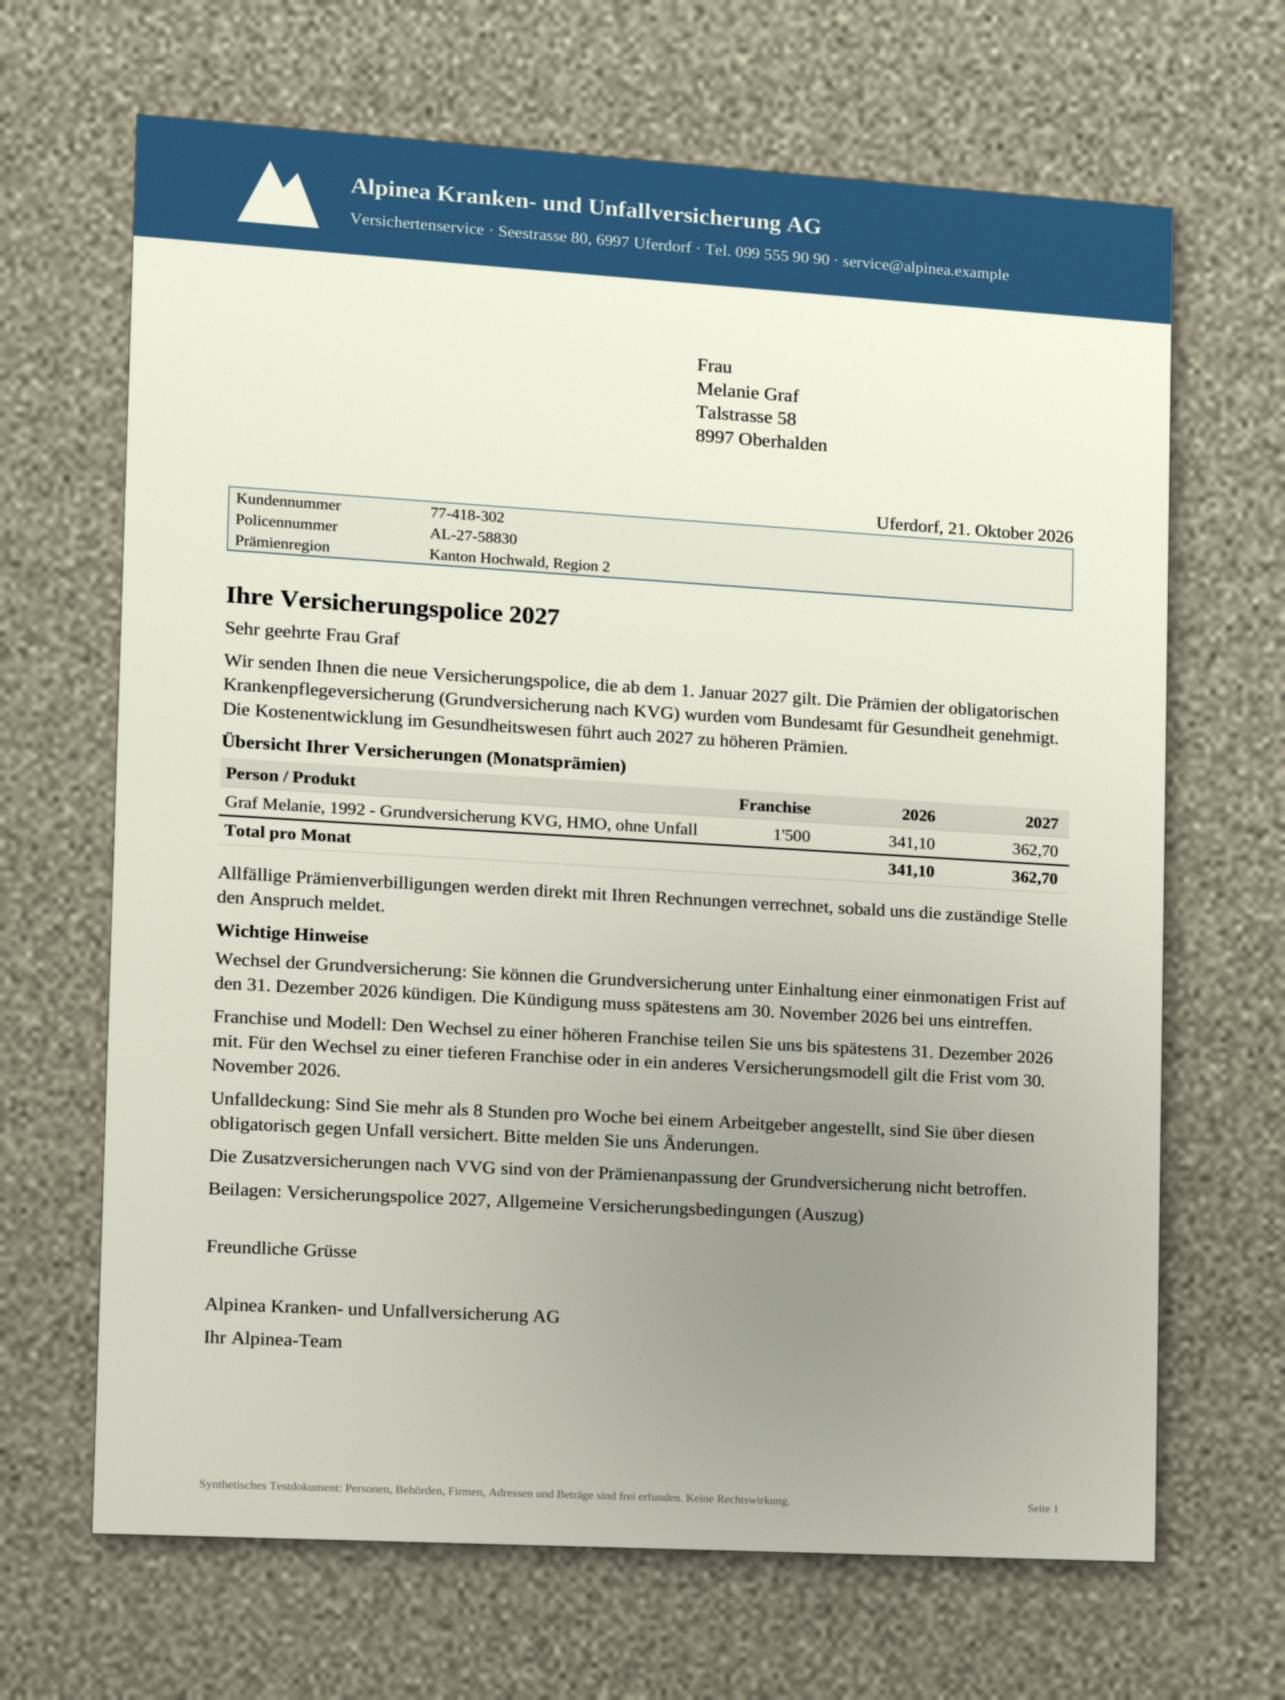 Alpinea Kranken- und Unfallversicherung AG
Versichertenservice · Seestrasse 80, 6997 Uferdorf · Tel. 099 555 90 90 · service@alpinea.example
Frau
Melanie Graf
Talstrasse 58
8997 Oberhalden
Uferdorf, 21. Oktober 2026
Kundennummer 77-418-302
Policennummer AL-27-58830
Prämienregion Kanton Hochwald, Region 2
Ihre Versicherungspolice 2027
Sehr geehrte Frau Graf
Wir senden Ihnen die neue Versicherungspolice, die ab dem 1. Januar 2027 gilt. Die Prämien der obligatorischen
Krankenpflegeversicherung (Grundversicherung nach KVG) wurden vom Bundesamt für Gesundheit genehmigt.
Die Kostenentwicklung im Gesundheitswesen führt auch 2027 zu höheren Prämien.
Übersicht Ihrer Versicherungen (Monatsprämien)
Person / Produkt Franchise 2026 2027
Graf Melanie, 1992 - Grundversicherung KVG, HMO, ohne Unfall 1'500 341,10 362,70
Total pro Monat 341,10 362,70
Allfällige Prämienverbilligungen werden direkt mit Ihren Rechnungen verrechnet, sobald uns die zuständige Stelle
den Anspruch meldet.
Wichtige Hinweise
Wechsel der Grundversicherung: Sie können die Grundversicherung unter Einhaltung einer einmonatigen Frist auf
den 31. Dezember 2026 kündigen. Die Kündigung muss spätestens am 30. November 2026 bei uns eintreffen.
Franchise und Modell: Den Wechsel zu einer höheren Franchise teilen Sie uns bis spätestens 31. Dezember 2026
mit. Für den Wechsel zu einer tieferen Franchise oder in ein anderes Versicherungsmodell gilt die Frist vom 30.
November 2026.
Unfalldeckung: Sind Sie mehr als 8 Stunden pro Woche bei einem Arbeitgeber angestellt, sind Sie über diesen
obligatorisch gegen Unfall versichert. Bitte melden Sie uns Änderungen.
Die Zusatzversicherungen nach VVG sind von der Prämienanpassung der Grundversicherung nicht betroffen.
Beilagen: Versicherungspolice 2027, Allgemeine Versicherungsbedingungen (Auszug)
Freundliche Grüsse
Alpinea Kranken- und Unfallversicherung AG
Ihr Alpinea-Team
Synthetisches Testdokument: Personen, Behörden, Firmen, Adressen und Beträge sind frei erfunden. Keine Rechtswirkung.
Seite 1